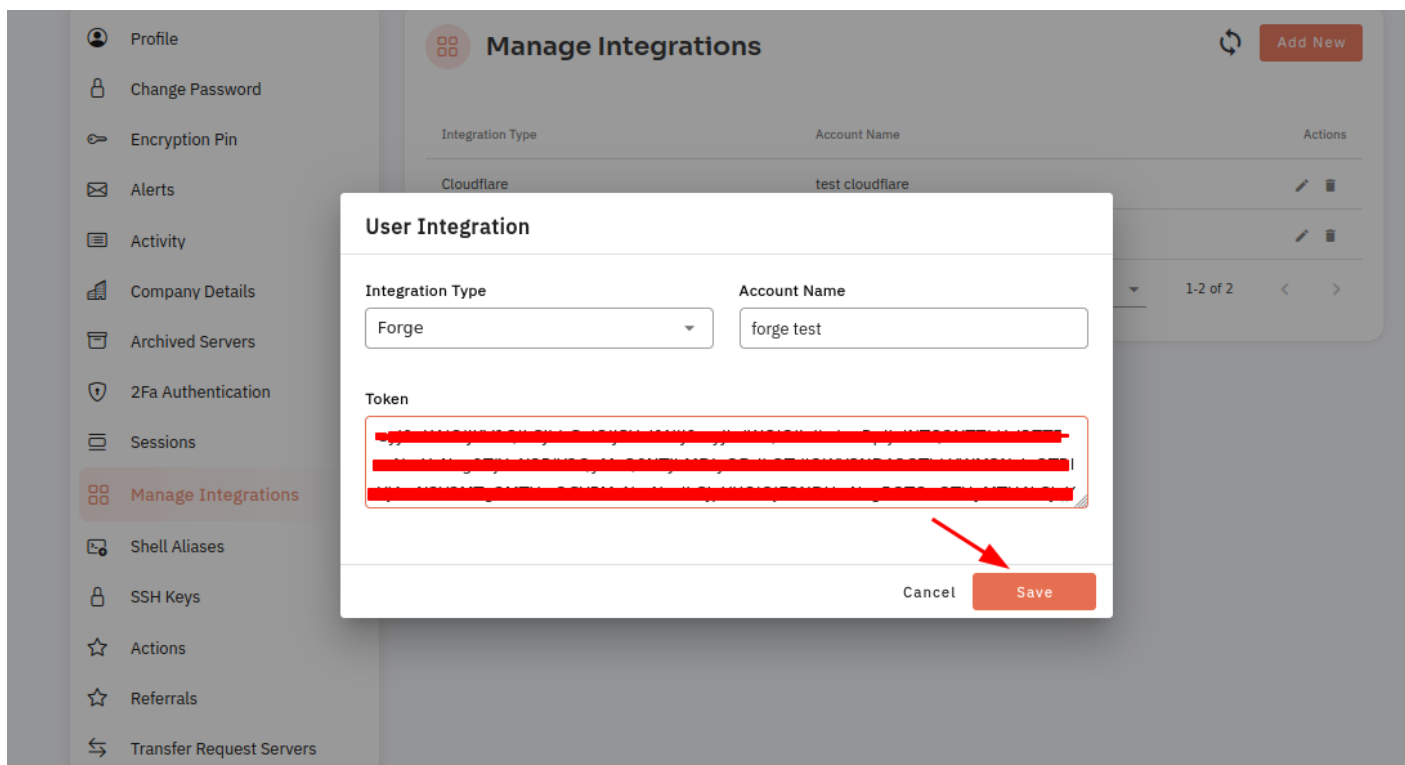 Profile
Change Password
Encryption Pin
Alerts
Activity
Company Details
Archived Servers
2Fa Authentication
Sessions
Manage Integrations
Shell Aliases
SSH Keys
Actions
Referrals
Transfer Request Servers
Manage Integrations
Add New
Integration Type Account Name Actions
Cloudflare test cloudflare
1-2 of 2
User Integration
Integration Type Account Name
Forge forge test
Token
Cancel Save